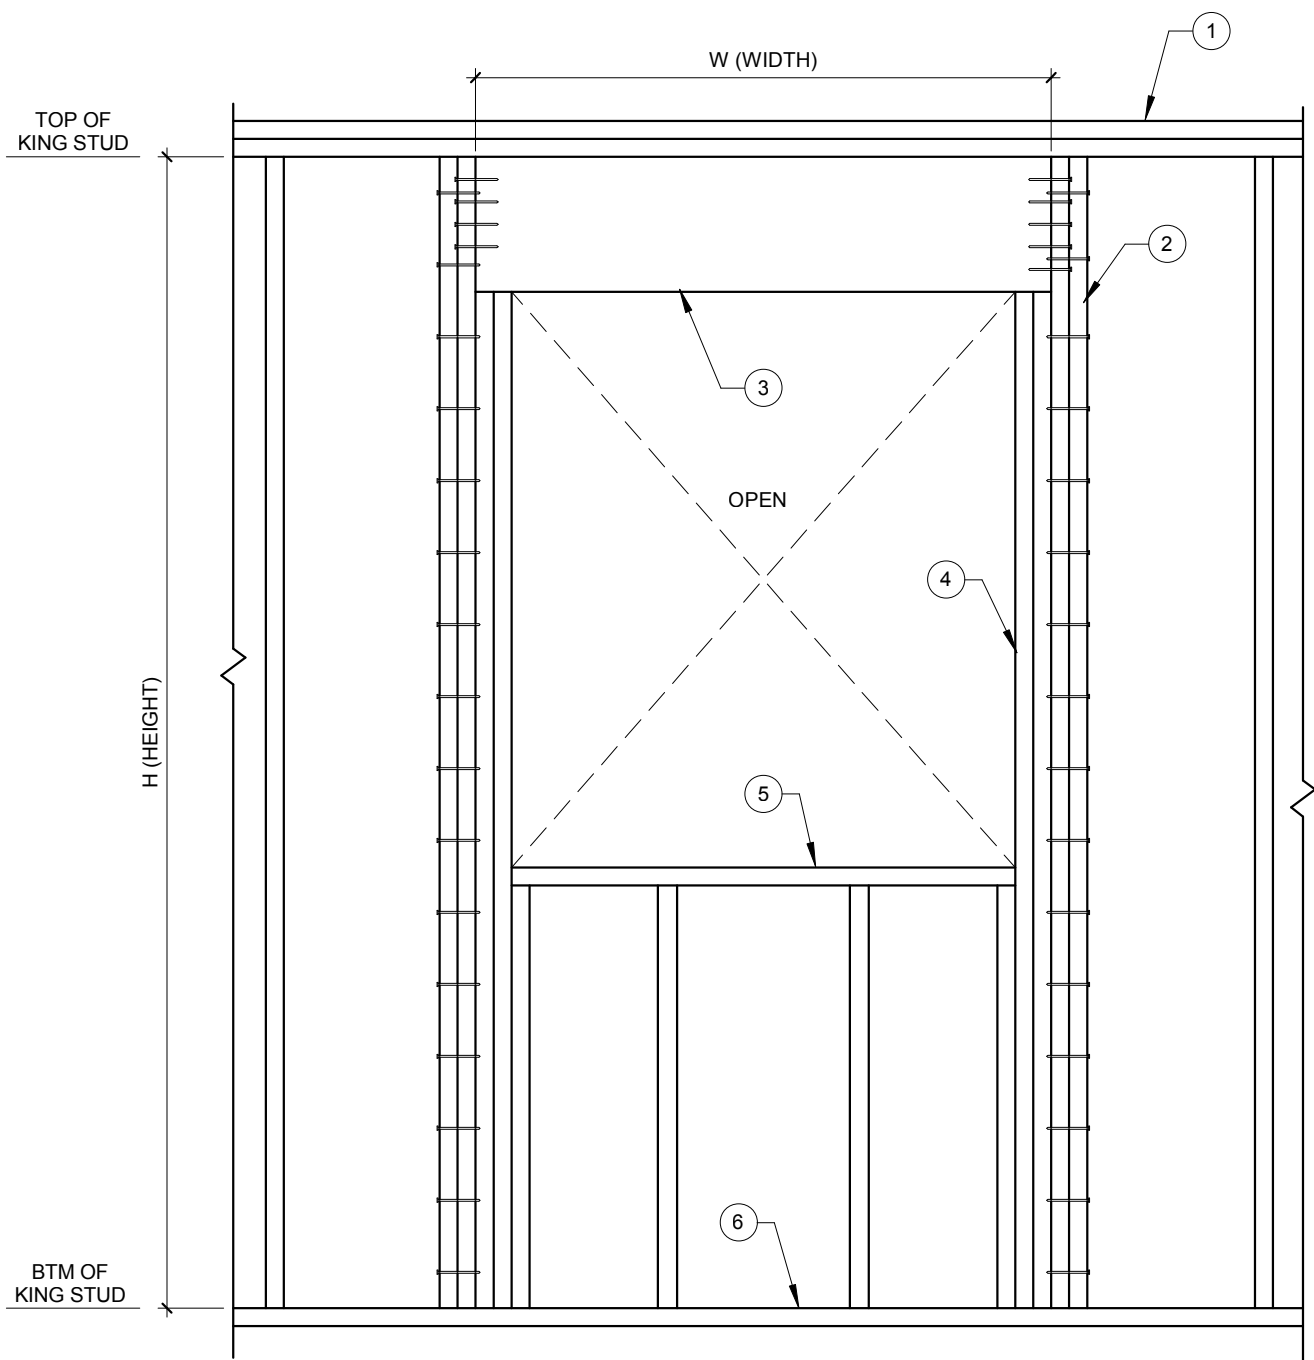 1
W (WIDTH)
TOP OF
KING STUD
2
3
OPEN
4
H (HEIGHT)
5
6
BTM OF
KING STUD